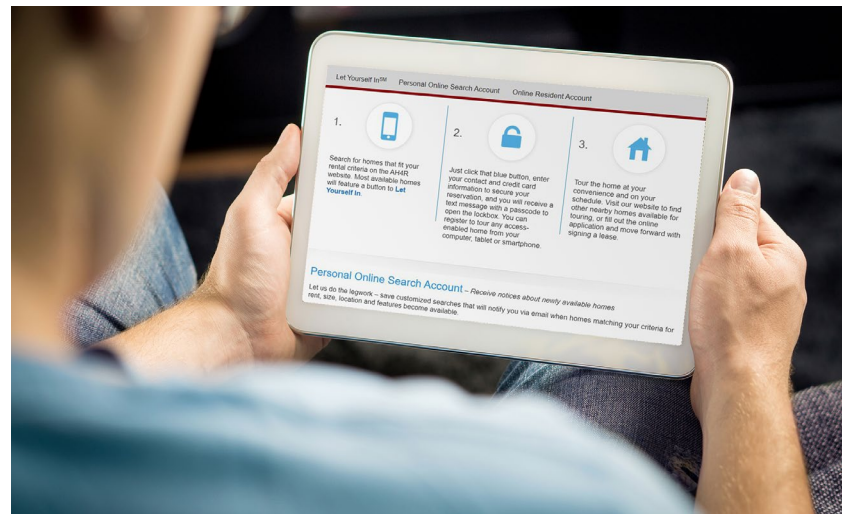 Let Yourself In℠ Personal Online Search Account Online Resident Account
1.
Search for homes that fit your
rental criteria on the AH4R
website. Most available homes
will feature a button to Let
Yourself In.
2.
Just click that blue button, enter
your contact and credit card
information to secure your
reservation, and you will receive a
text message with a passcode to
open the lockbox. You can
register to tour any access-
enabled home from your
computer, tablet or smartphone.
3.
Tour the home at your
convenience and on your
schedule. Visit our website to find
other nearby homes available for
touring, or fill out the online
application and move forward with
signing a lease.
Personal Online Search Account – Receive notices about newly available homes
Let us do the legwork – save customized searches that will notify you via email when homes matching your criteria for
rent, size, location and features become available.